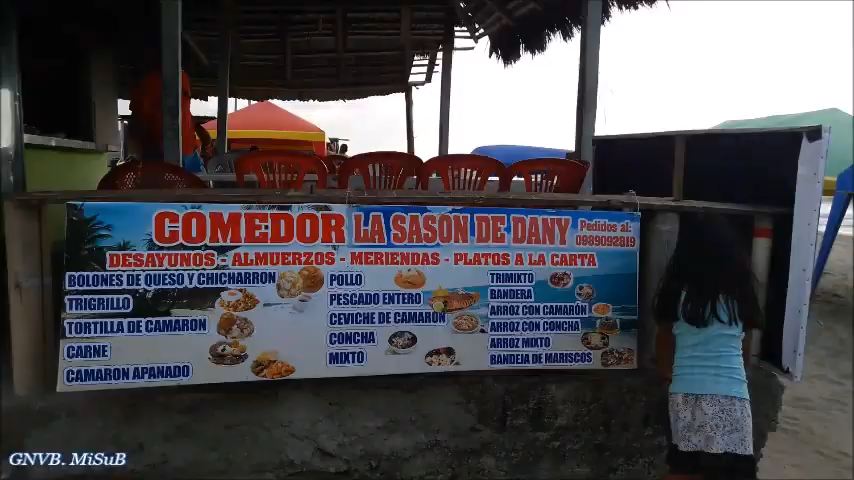 COMEDOR LA SASÓN DE DANY
Pedidos al:
0989092819
DESAYUNOS - ALMUERZOS - MERIENDAS - PLATOS A LA CARTA
BOLONES DE QUESO Y CHICHARRON
TRIGRILLO
TORTILLA DE CAMARON
CARNE
CAMARON APANADO
POLLO
PESCADO ENTERO
CEVICHE DE CAMARÓN
CONCHA
MIXTO
TRIMIXTO
BANDERA
ARROZ CON CAMARÓN
ARROZ CON CONCHA
ARROZ MIXTO
BANDEJA DE MARISCOS
GNVB. MiSuB